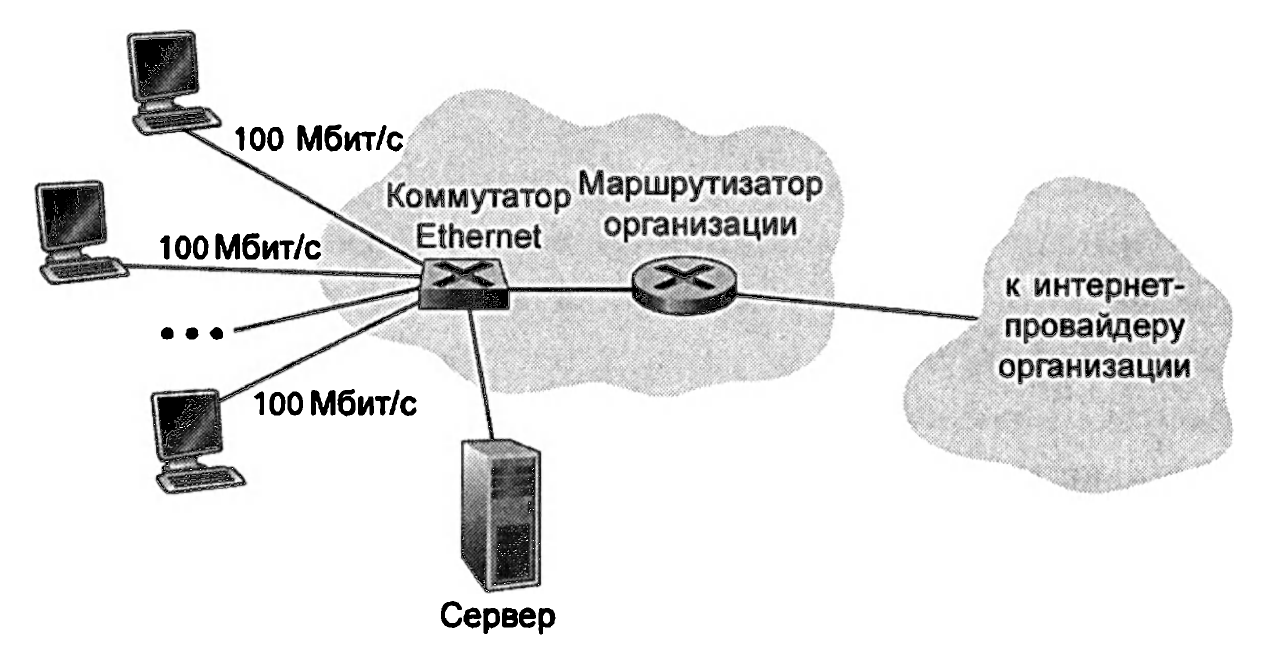 100 Мбит/с
Коммутатор
Ethernet
Маршрутизатор
организации
100 Мбит/с
к интернет-
провайдеру
организации
100 Мбит/с
Сервер